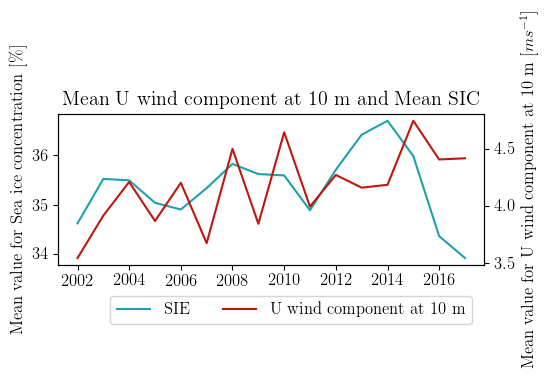 Mean U wind component at 10 m and Mean SIC
Mean value for Sea ice concentration [%]
36
35
34
4.5
4.0
3.5
Mean value for U wind component at 10 m [ms⁻¹]
2002 2004 2006 2008 2010 2012 2014 2016
SIE U wind component at 10 m